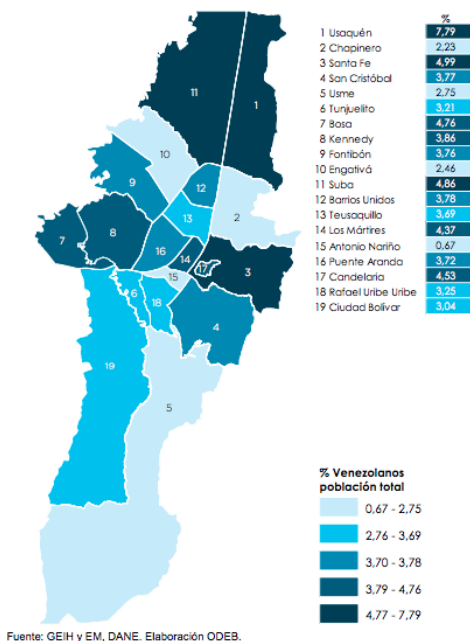 %
1 Usaquén 7,79
2 Chapinero 2,23
3 Santa Fe 4,99
4 San Cristóbal 3,77
5 Usme 2,75
6 Tunjuelito 3,21
7 Bosa 4,76
8 Kennedy 3,86
9 Fontibón 3,76
10 Engativá 2,46
11 Suba 4,86
12 Barrios Unidos 3,78
13 Teusaquillo 3,69
14 Los Mártires 4,37
15 Antonio Nariño 0,67
16 Puente Aranda 3,72
17 Candelaria 4,53
18 Rafael Uribe Uribe 3,25
19 Ciudad Bolívar 3,04
11
1
10
9
12
2
13
7
8
16
14
17
3
15
6
18
4
19
5
% Venezolanos
población total
0,67 - 2,75
2,76 - 3,69
3,70 - 3,78
3,79 - 4,76
4,77 - 7,79
Fuente: GEIH y EM, DANE. Elaboración ODEB.